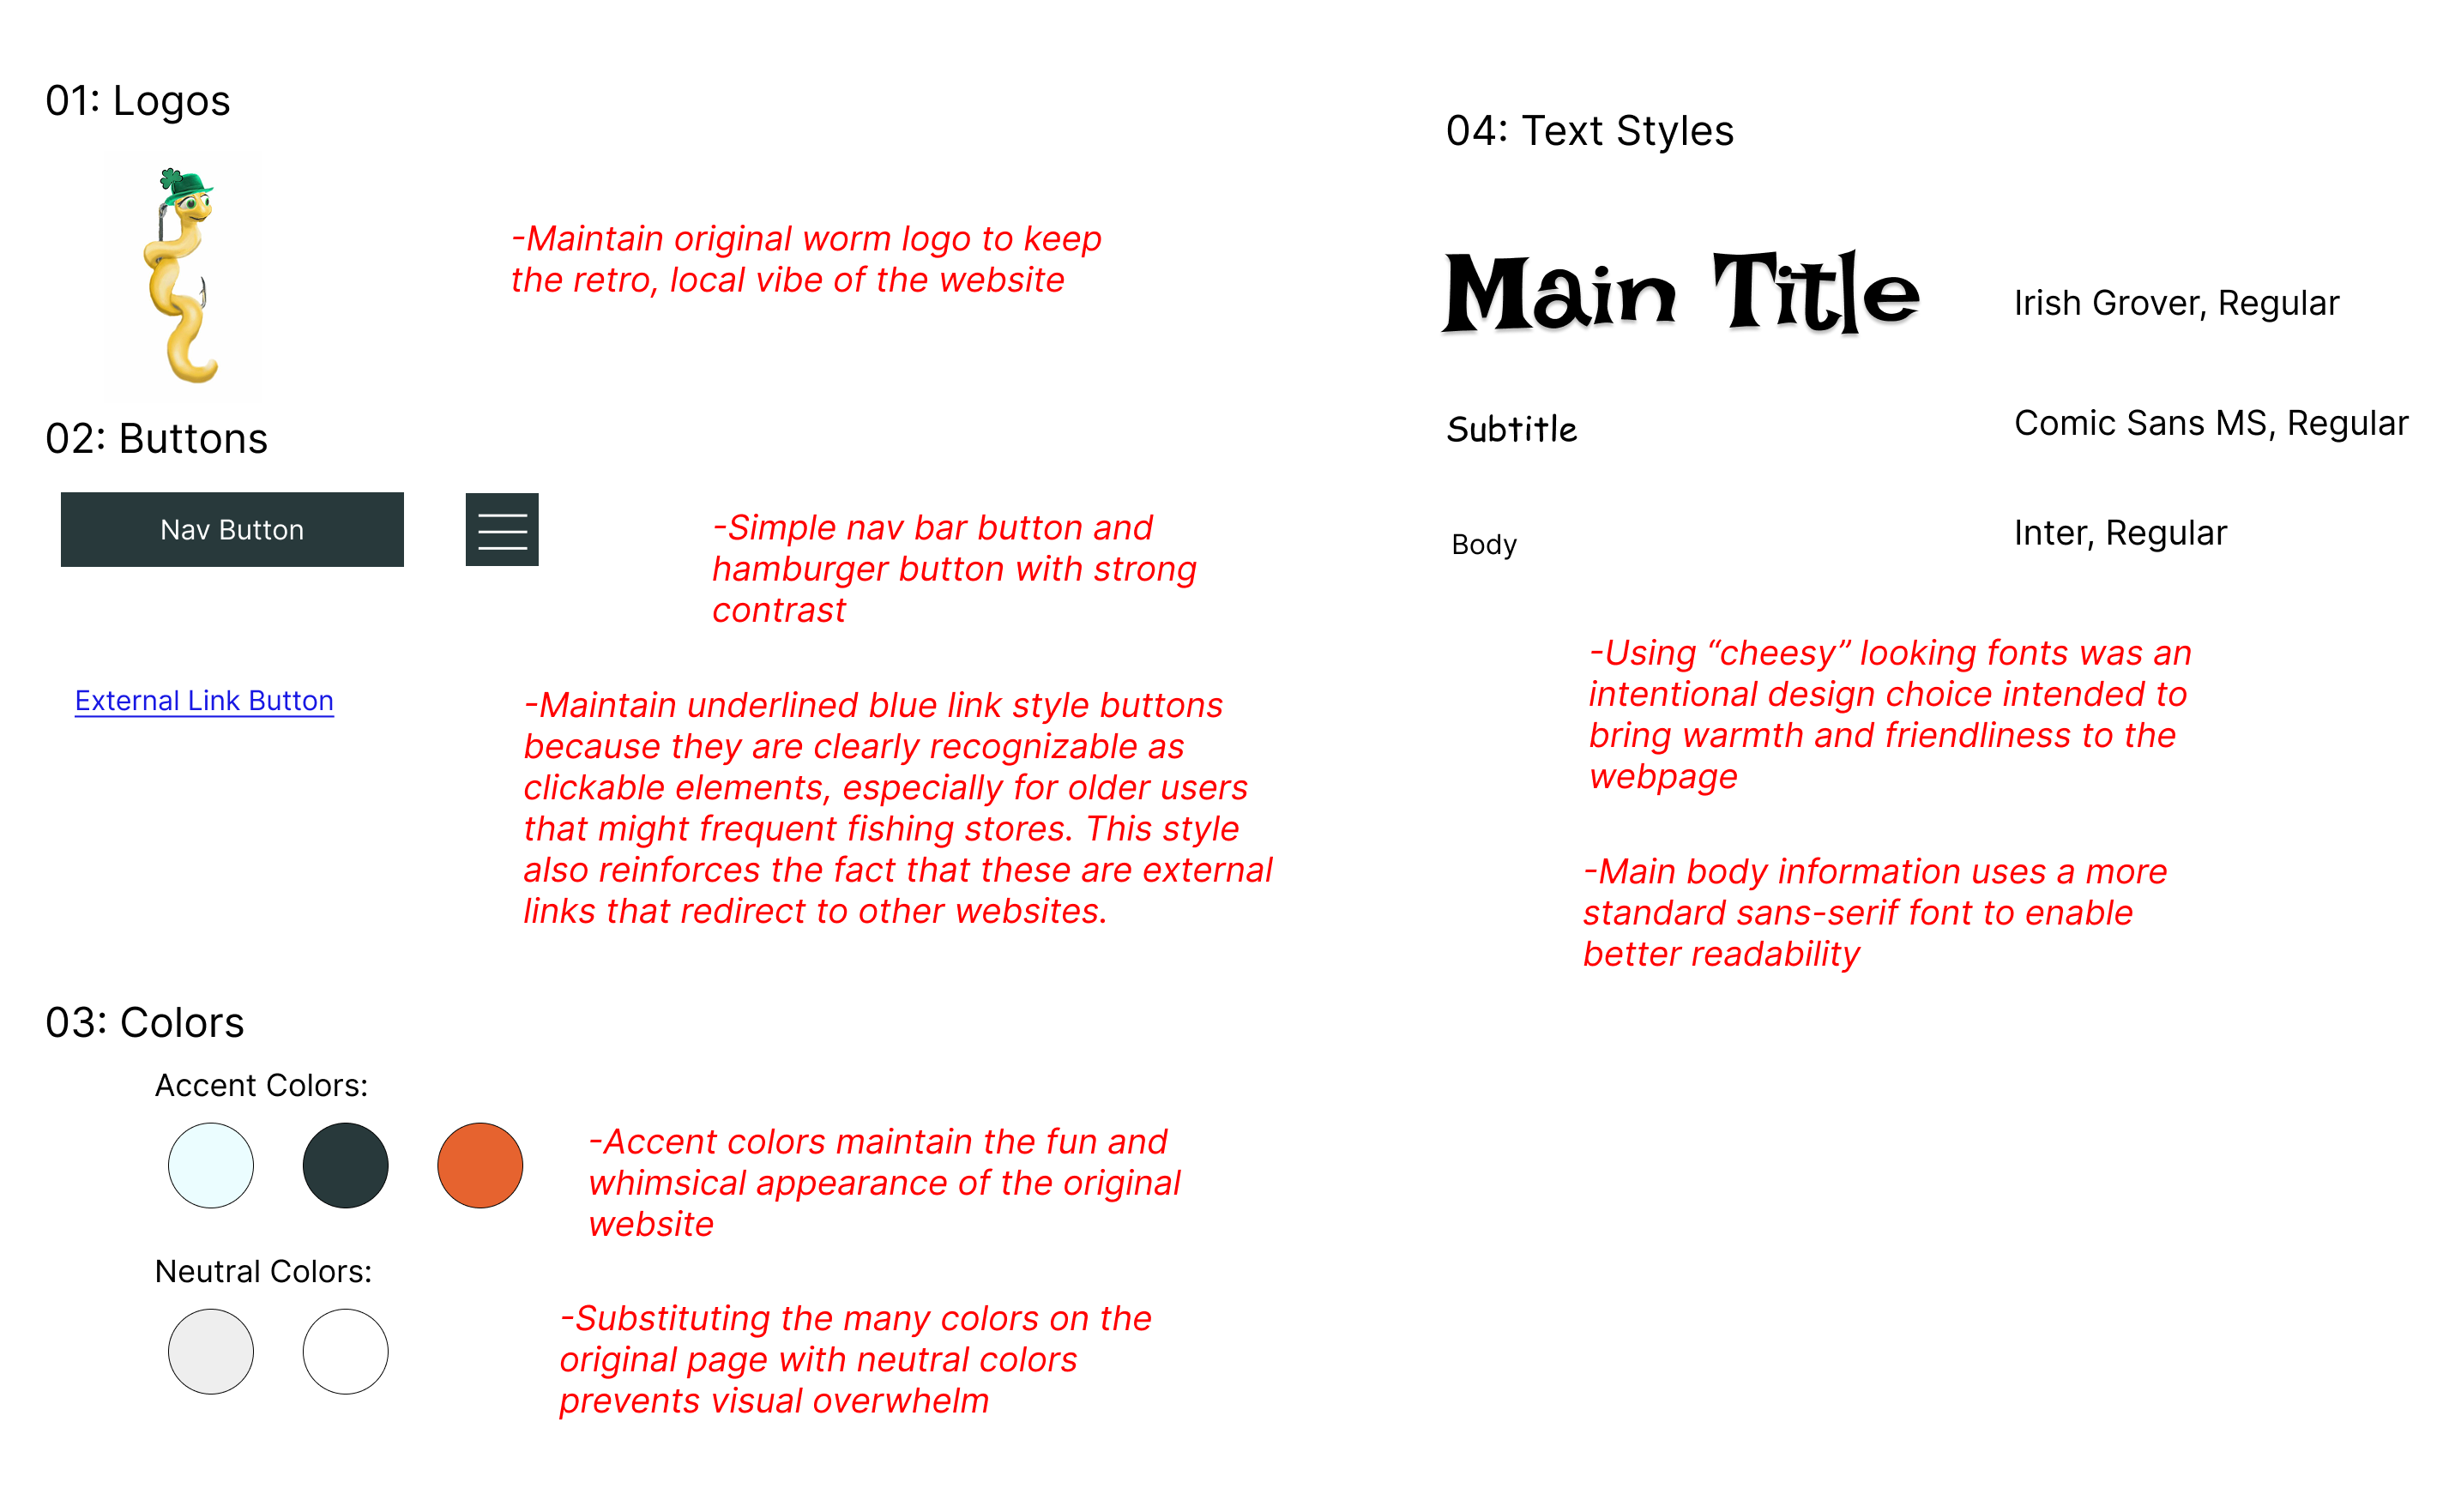 01: Logos
-Maintain original worm logo to keep
the retro, local vibe of the website
02: Buttons
Nav Button
-Simple nav bar button and
hamburger button with strong
contrast
External Link Button
-Maintain underlined blue link style buttons
because they are clearly recognizable as
clickable elements, especially for older users
that might frequent fishing stores. This style
also reinforces the fact that these are external
links that redirect to other websites.
03: Colors
Accent Colors:
-Accent colors maintain the fun and
whimsical appearance of the original
website
Neutral Colors:
-Substituting the many colors on the
original page with neutral colors
prevents visual overwhelm
04: Text Styles
Main Title
Irish Grover, Regular
Subtitle
Comic Sans MS, Regular
Body
Inter, Regular
-Using “cheesy” looking fonts was an
intentional design choice intended to
bring warmth and friendliness to the
webpage
-Main body information uses a more
standard sans-serif font to enable
better readability